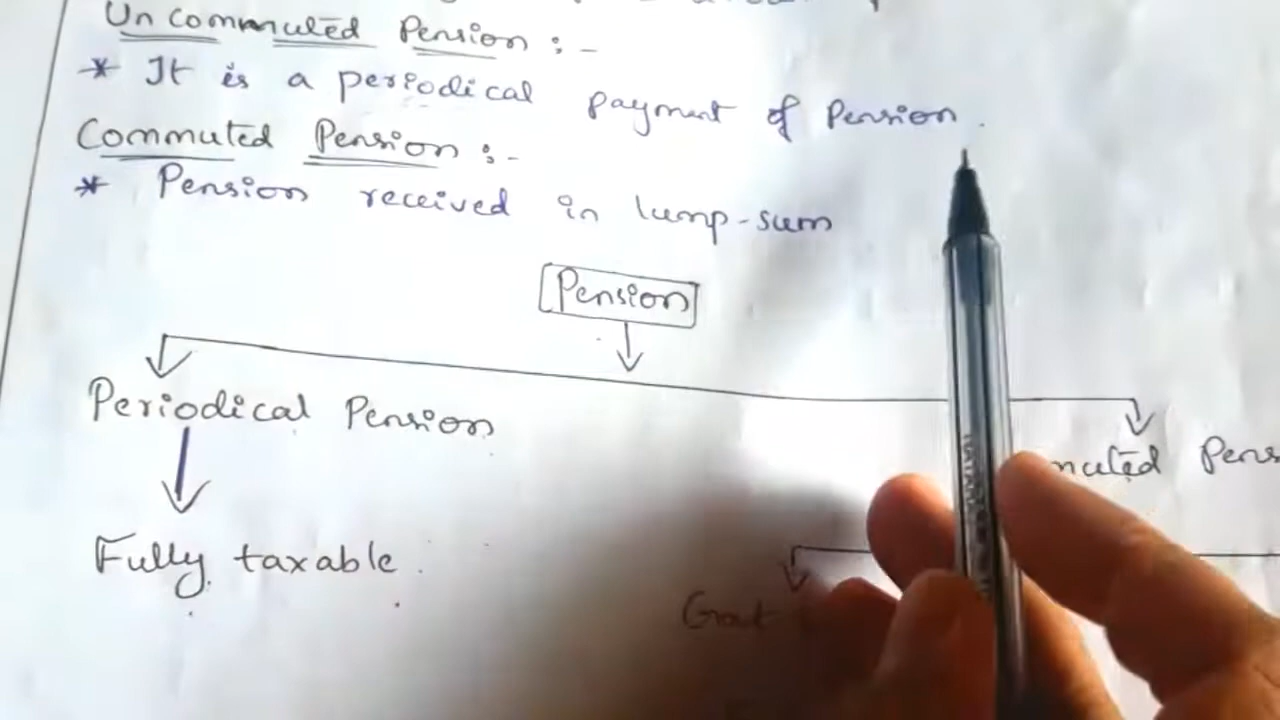 Uncommuted Pension :-
* It is a periodical payment of Pension.
Commuted Pension :-
* Pension received in lump-sum
Pension
Periodical Pension
Fully taxable.